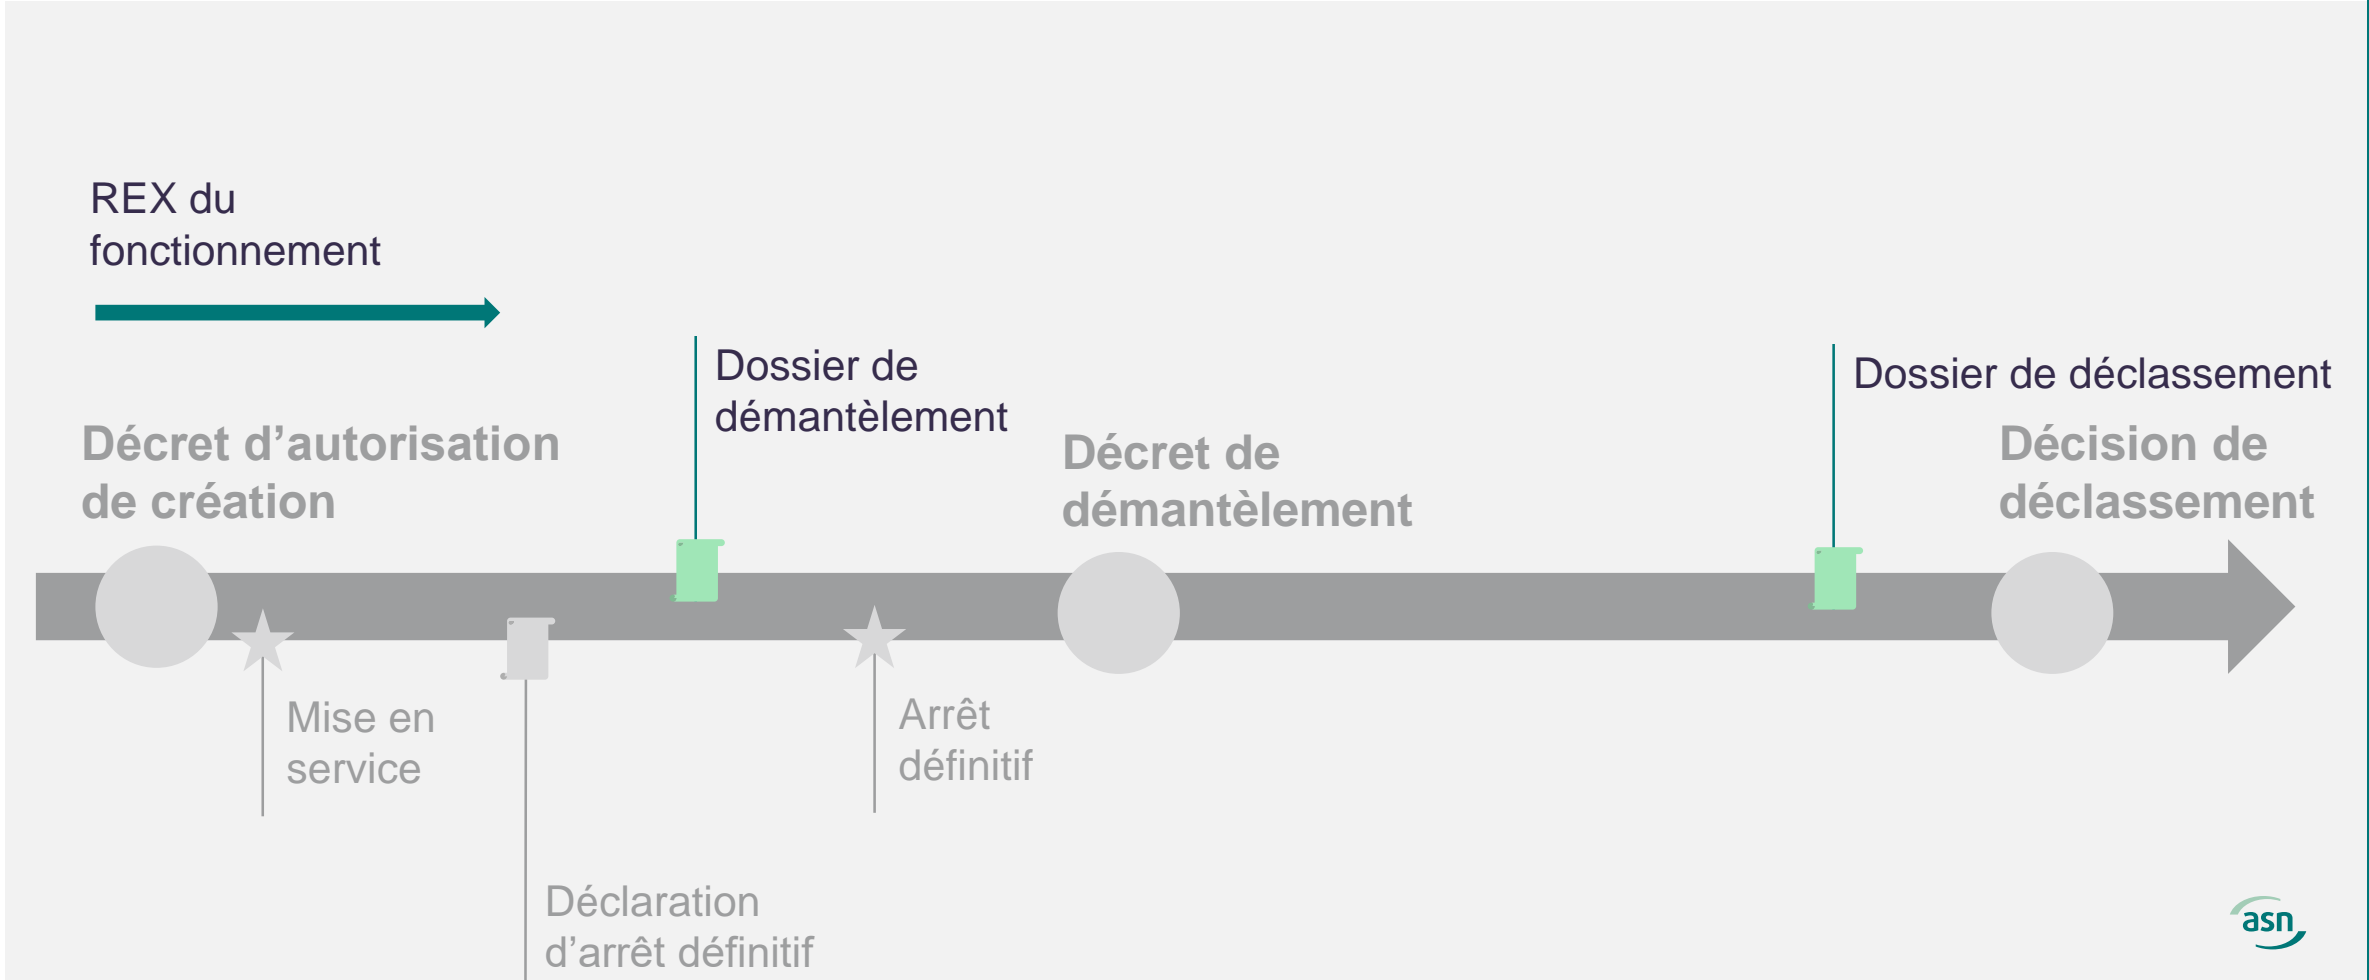 REX du
fonctionnement
Dossier de
démantèlement
Dossier de déclassement
Décret d’autorisation
de création
Décret de
démantèlement
Décision de
déclassement
Mise en
service
Arrêt
définitif
Déclaration
d’arrêt définitif
asn